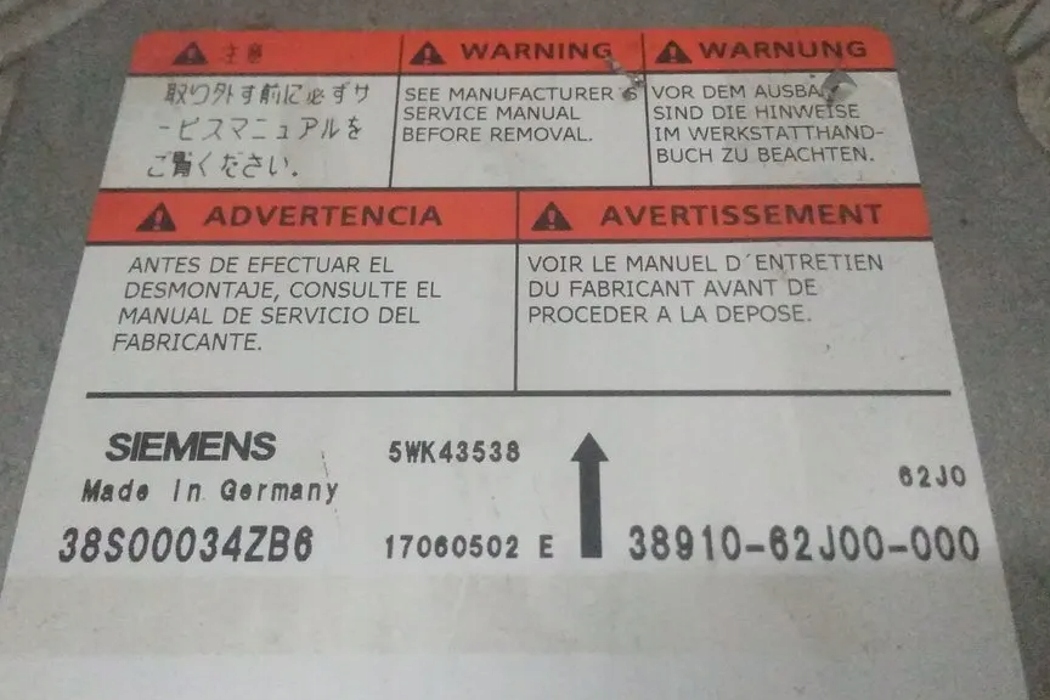 注意
取り外す前に必ずサ
ービスマニュアルを
ご覧ください.
WARNING
SEE MANUFACTURER´S
SERVICE MANUAL
BEFORE REMOVAL.
WARNUNG
VOR DEM AUSBAU
SIND DIE HINWEISE
IM WERKSTATTHAND-
BUCH ZU BEACHTEN.
ADVERTENCIA
ANTES DE EFECTUAR EL
DESMONTAJE, CONSULTE EL
MANUAL DE SERVICIO DEL
FABRICANTE.
AVERTISSEMENT
VOIR LE MANUEL D´ENTRETIEN
DU FABRICANT AVANT DE
PROCEDER A LA DEPOSE.
SIEMENS 5WK43538
62J0
Made in Germany
38S00034ZB6 17060502 E 38910-62J00-000